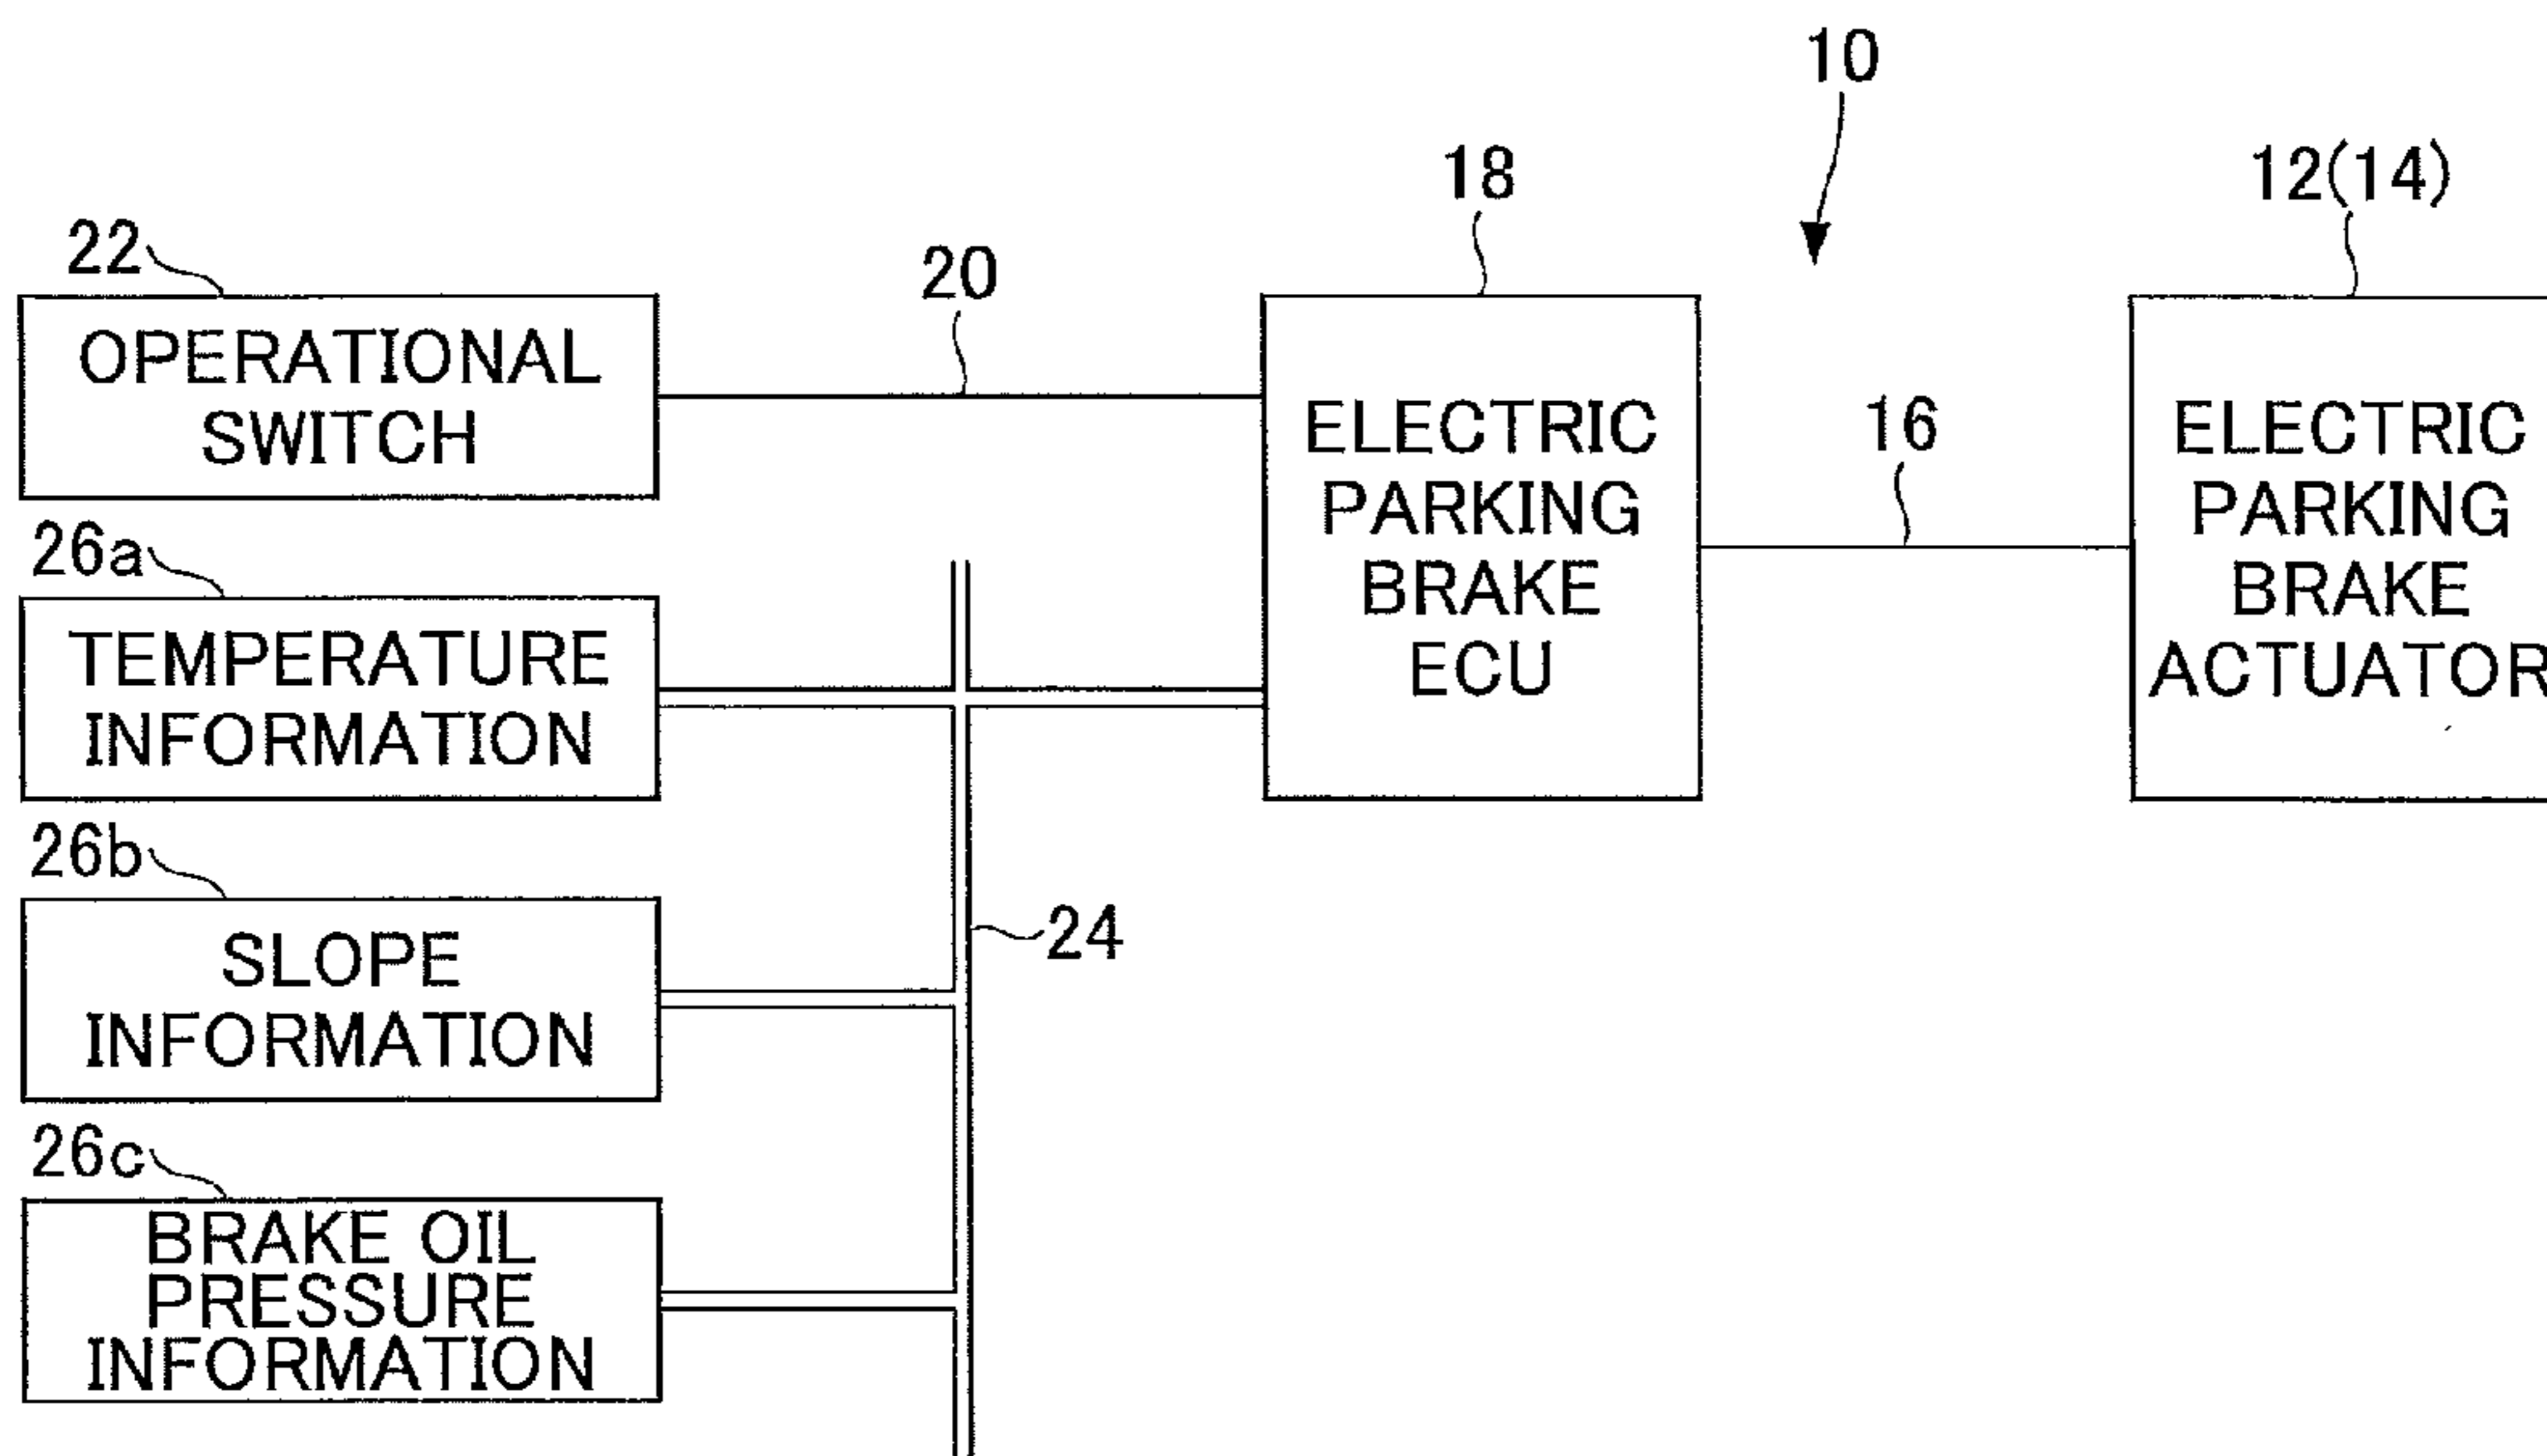 10
18
12(14)
22
20
OPERATIONAL
SWITCH
16
ELECTRIC
PARKING
BRAKE
ECU
ELECTRIC
PARKING
BRAKE
ACTUATOR
26a
TEMPERATURE
INFORMATION
26b
SLOPE
INFORMATION
24
26c
BRAKE OIL
PRESSURE
INFORMATION